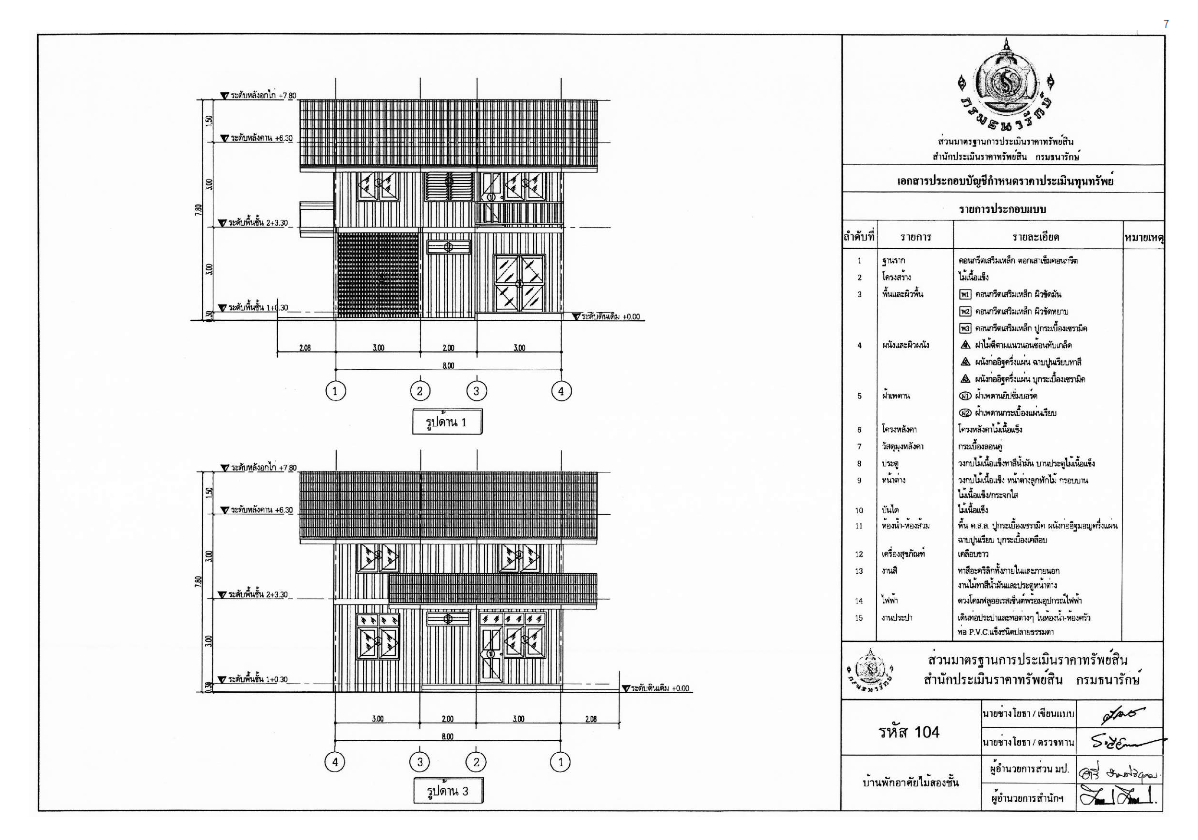 7
ระดับหลังอกไก่ +7.80
ระดับหลังคาน +6.30
ระดับพื้นชั้น 2+3.30
ระดับพื้นชั้น 1+0.30
ระดับดินเดิม +0.00
1.50
3.00
3.00
0.30
7.80
2.08 3.00 2.00 3.00
8.00
1 2 3 4
รูปด้าน 1
ระดับหลังอกไก่ +7.80
ระดับหลังคาน +6.30
ระดับพื้นชั้น 2+3.30
ระดับพื้นชั้น 1+0.30
ระดับดินเดิม +0.00
1.50
3.00
3.00
0.30
7.80
3.00 2.00 3.00 2.08
8.00
4 3 2 1
รูปด้าน 3
กรมธนารักษ์
ส่วนมาตรฐานการประเมินราคาทรัพย์สิน
สำนักประเมินราคาทรัพย์สิน กรมธนารักษ์
เอกสารประกอบบัญชีกำหนดราคาประเมินทุนทรัพย์
รายการประกอบแบบ
ลำดับที่ รายการ รายละเอียด หมายเหตุ
1 ฐานราก คอนกรีตเสริมเหล็ก ตอกเสาเข็มคอนกรีต
2 โครงสร้าง ไม้เนื้อแข็ง
3 พื้นและผิวพื้น พ1 คอนกรีตเสริมเหล็ก ผิวขัดมัน
พ2 คอนกรีตเสริมเหล็ก ผิวขัดหยาบ
พ3 คอนกรีตเสริมเหล็ก ปูกระเบื้องเซรามิค
4 ผนังและผิวผนัง ฝาไม้ตีตามแนวนอนซ้อนทับเกล็ด
ผนังก่ออิฐครึ่งแผ่น ฉาบปูนเรียบทาสี
ผนังก่ออิฐครึ่งแผ่น บุกระเบื้องเซรามิค
5 ฝ้าเพดาน ฝ1 ฝ้าเพดานยิปซั่มบอร์ด
ฝ2 ฝ้าเพดานกระเบื้องแผ่นเรียบ
6 โครงหลังคา โครงหลังคาไม้เนื้อแข็ง
7 วัสดุมุงหลังคา กระเบื้องลอนคู่
8 ประตู วงกบไม้เนื้อแข็งทาสีน้ำมัน บานประตูไม้เนื้อแข็ง
9 หน้าต่าง วงกบไม้เนื้อแข็ง หน้าต่างลูกฟักไม้ กรอบบาน
ไม้เนื้อแข็ง/กระจกใส
10 บันได ไม้เนื้อแข็ง
11 ห้องน้ำ-ห้องส้วม พื้น ค.ส.ล. ปูกระเบื้องเซรามิค ผนังก่ออิฐมอญครึ่งแผ่น
ฉาบปูนเรียบ บุกระเบื้องเคลือบ
12 เครื่องสุขภัณฑ์ เคลือบขาว
13 งานสี ทาสีอะคริลิกทั้งภายในและภายนอก
งานไม้ทาสีน้ำมันและประตูหน้าต่าง
14 ไฟฟ้า ดวงโคมฟลูออเรสเซ็นต์พร้อมอุปกรณ์ไฟฟ้า
15 งานประปา เดินท่อประปาและท่อต่างๆ ในห้องน้ำ-ห้องครัว
ท่อ P.V.C.แข็งชนิดปลายธรรมดา
กรมธนารักษ์
ส่วนมาตรฐานการประเมินราคาทรัพย์สิน
สำนักประเมินราคาทรัพย์สิน กรมธนารักษ์
รหัส 104
นายช่างโยธา / เขียนแบบ
นายช่างโยธา / ตรวจทาน
บ้านพักอาศัยไม้สองชั้น
ผู้อำนวยการส่วน มป.
ผู้อำนวยการสำนักฯ